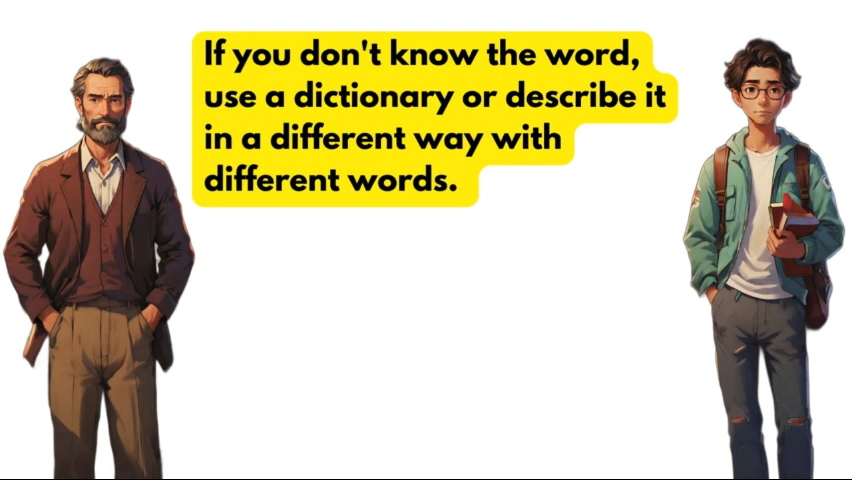 If you don't know the word,
use a dictionary or describe it
in a different way with
different words.